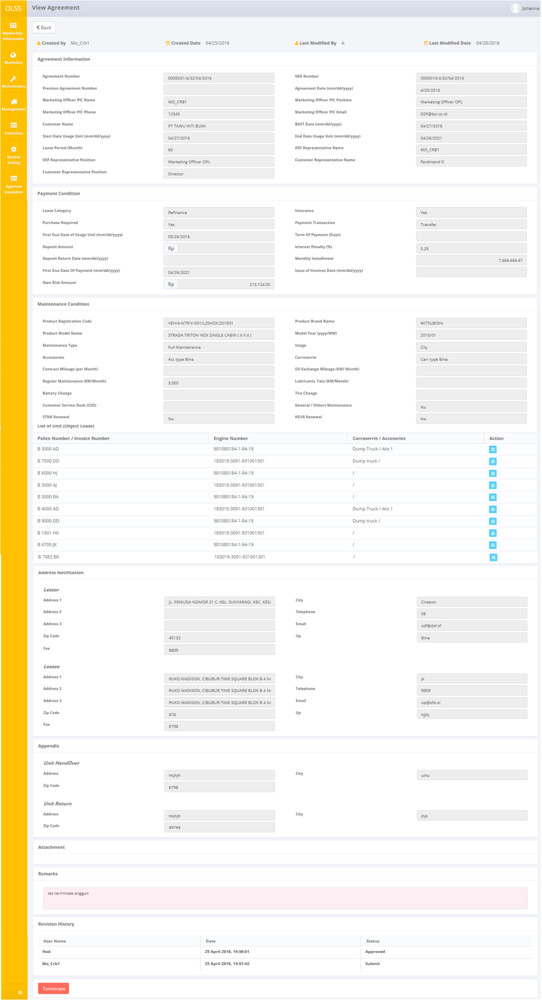 OLSS
View Agreement
Johanna
Back
Created by Mo_Crb1 Created Date 04/25/2016 Last Modified By A Last Modified Date 04/28/2016
Master Data Information
Marketing
Maintenance
Management
Collection
System Setting
Approval Escalation
Agreement Information
Agreement Number 0000031/4/32/04/2016 SKD Number 0000010/4/32/04/2016
Previous Agreement Number Agreement Date (mm/dd/yyyy) 4/25/2016
Marketing Officer PIC Name MO_CRB1 Marketing Officer PIC Position Marketing Officer OPL
Marketing Officer PIC Phone 12345 Marketing Officer PIC Email DSF@bsi.co.id
Customer Name PT TAWU INTI BUMI BAST Date (mm/dd/yyyy) 04/27/2016
Start Date Usage Unit (mm/dd/yyyy) 04/27/2016 End Date Usage Unit (mm/dd/yyyy) 04/26/2021
Lease Period (Month) 60 DSF Representative Name MO_CRB1
DSF Representative Position Marketing Officer OPL Customer Representative Name Ferdinand O
Customer Representative Position Director
Payment Condition
Lease Category Refinance Insurance Yes
Purchase Required Yes Payment Transaction Transfer
First Due Date of Usage Unit (mm/dd/yyyy) 05/26/2016 Term Of Payment (Days)
Deposit Amount Rp Interest Penalty (%) 0.25
Deposit Return Date (mm/dd/yyyy) Monthly Installment 7,666,666.67
First Due Date Of Payment (mm/dd/yyyy) 04/26/2021 Issue of Invoices Date (mm/dd/yyyy)
Own Risk Amount Rp 213,124.00
Maintenance Condition
Product Registration Code VEH/4-NTR/V-001/L2SHDX/201501 Product Brand Name MITSUBISHI
Product Model Name STRADA TRITON HDX SINGLE CABIN ( 4 X 4 ) Model Year (yyyy/MM) 2015/01
Maintenance Type Full Maintenance Usage City
Accessories Acc type Bina Carroserrie Carr type Bina
Contract Mileage (per Month) Oil Exchange Mileage (KM/ Month)
Regular Maintenance (KM/Month) 3,000 Lubricants, Fats (KM/Month)
Battery Change Tire Change
Customer Service Desk (CSD) General / Others Maintenance No
STNK Renewal No KEUR Renewal No
List of Unit (Object Lease)
Police Number / Invoice Number Engine Number Carroserrie / Accesories Action
B 3000 AD 981080184-1-94-19 Dump Truck / Aks 1
B 7500 DD 183019-3091-931001301 Dump truck /
B 6000 HJ 981080184-1-94-19 /
B 3000 AJ 183019-3091-931001301 /
B 3000 BA 981080184-1-94-19 /
B 4000 AD 183019-3091-931001301 Dump Truck / Aks 1
B 9000 DD 981080184-1-94-19 Dump truck /
B 1801 HK 183019-3091-931001301 /
B 6700 JK 981080184-1-94-19 /
B 7983 BK 183019-3091-931001301 /
Address Notification
Lessor
Address 1 JL. PEMUDA NOMOR 21 C, KEL. SUNYARAGI, KEC. KES City Cirebon
Address 2 Telephone 08
Address 3 Email sdf@dsf.sf
Zip Code 45132 Up Bina
Fax 9809
Lessee
Address 1 RUKO MADISON, CIBUBUR TIME SQUARE BLOK B 4 N City jk
Address 2 RUKO MADISON, CIBUBUR TIME SQUARE BLOK B 4 N Telephone 9809
Address 3 RUKO MADISON, CIBUBUR TIME SQUARE BLOK B 4 N Email op@sfd.oi
Zip Code 878 Up hjjhj
Fax 8798
Appendix
Unit HandOver
Address hkjhjh City uihu
Zip Code 8798
Unit Return
Address hkjhjh City jhjk
Zip Code 89798
Attachment
Remarks
tes terminate anggun
Revision History
User Name Date Status
Hod 25 April 2016, 14:56:01 Approved
Mo_Crb1 25 April 2016, 14:51:42 Submit
Terminate